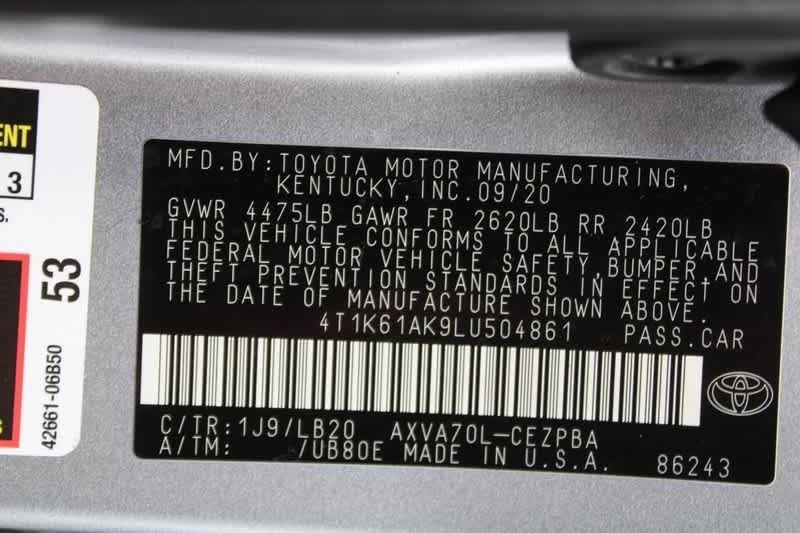 ENT
3
S.
53
42661-06B50
MFD. BY: TOYOTA MOTOR MANUFACTURING,
KENTUCKY, INC. 09/20
GVWR 4475LB GAWR FR 2620LB RR 2420LB
THIS VEHICLE CONFORMS TO ALL APPLICABLE
FEDERAL MOTOR VEHICLE SAFETY, BUMPER, AND
THEFT PREVENTION STANDARDS IN EFFECT ON
THE DATE OF MANUFACTURE SHOWN ABOVE.
4T1K61AK9LU504861 PASS. CAR
C/TR: 1J9/LB20 AXVA70L-CEZPBA
A/TM: /UB80E MADE IN U.S.A. 86243